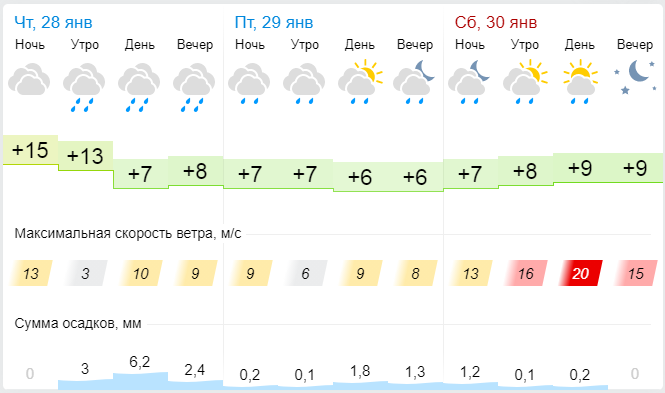 Чт, 28 янв Пт, 29 янв Сб, 30 янв
Ночь Утро День Вечер Ночь Утро День Вечер Ночь Утро День Вечер
+15 +13 +7 +8 +7 +7 +6 +6 +7 +8 +9 +9
Максимальная скорость ветра, м/с
13 3 10 9 9 6 9 8 13 16 20 15
Сумма осадков, мм
0 3 6,2 2,4 0,2 0,1 1,8 1,3 1,2 0,1 0,2 0